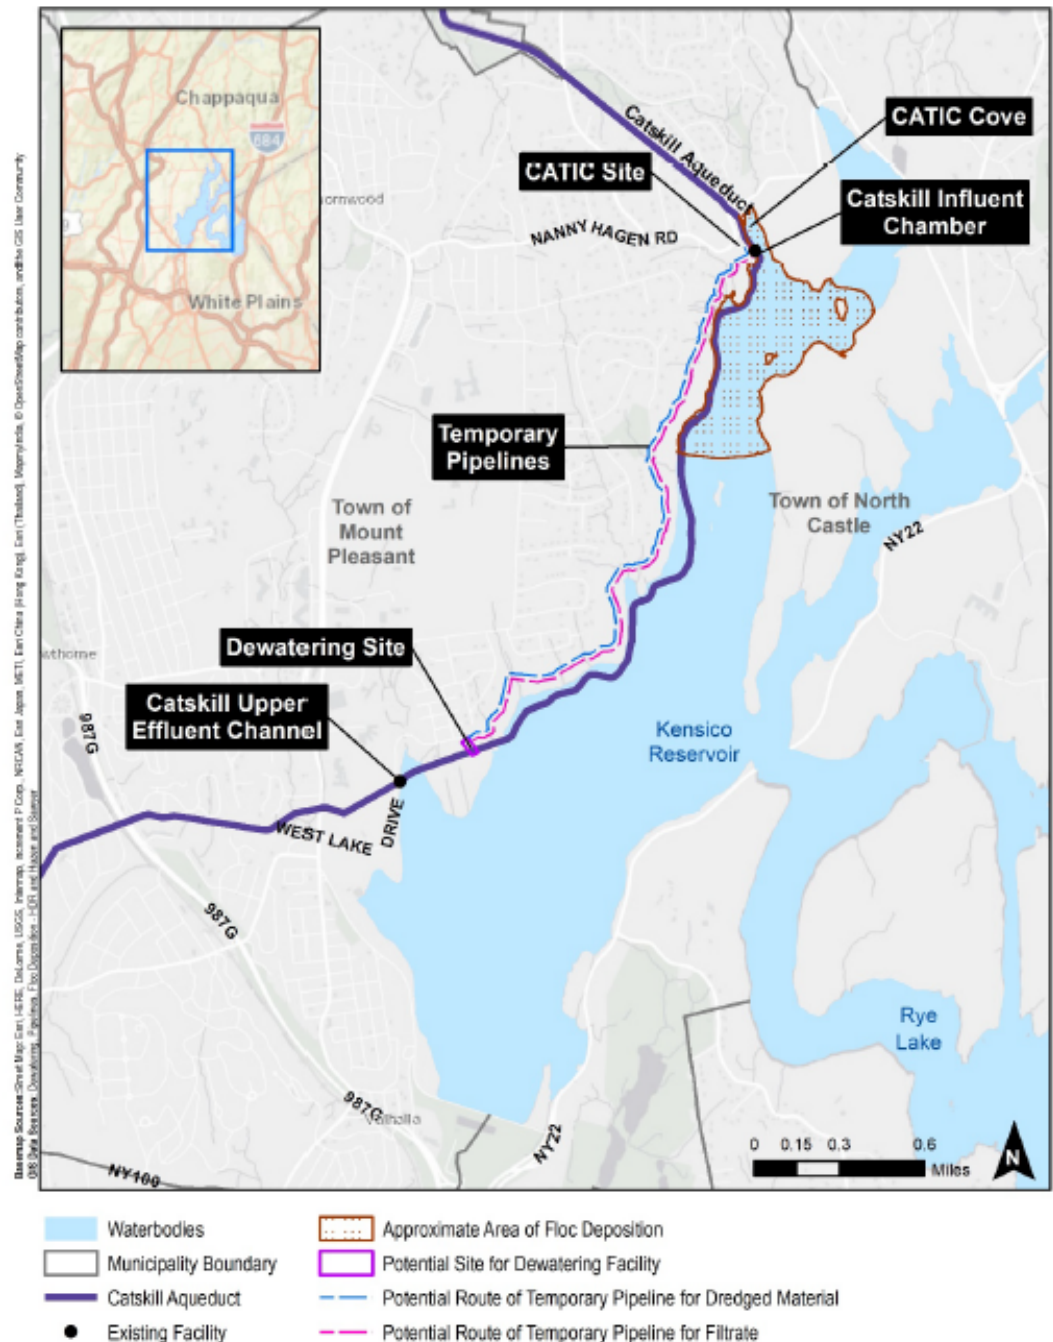 Chappaqua
684
White Plains
9
CATIC Cove
CATIC Site
Catskill Influent
Chamber
Catskill Aqueduct
NANNY HAGEN RD
ornwood
Temporary
Pipelines
Town of
Mount
Pleasant
Town of North
Castle
NY22
Dewatering Site
Catskill Upper
Effluent Channel
wthorne
987G
Kensico
Reservoir
WEST LAKE
DRIVE
987G
Rye
Lake
987G
Valhalla
NY22
NY100
0 0.15 0.3 0.6
Miles
N
Waterbodies
Municipality Boundary
Catskill Aqueduct
Existing Facility
Approximate Area of Floc Deposition
Potential Site for Dewatering Facility
Potential Route of Temporary Pipeline for Dredged Material
Potential Route of Temporary Pipeline for Filtrate